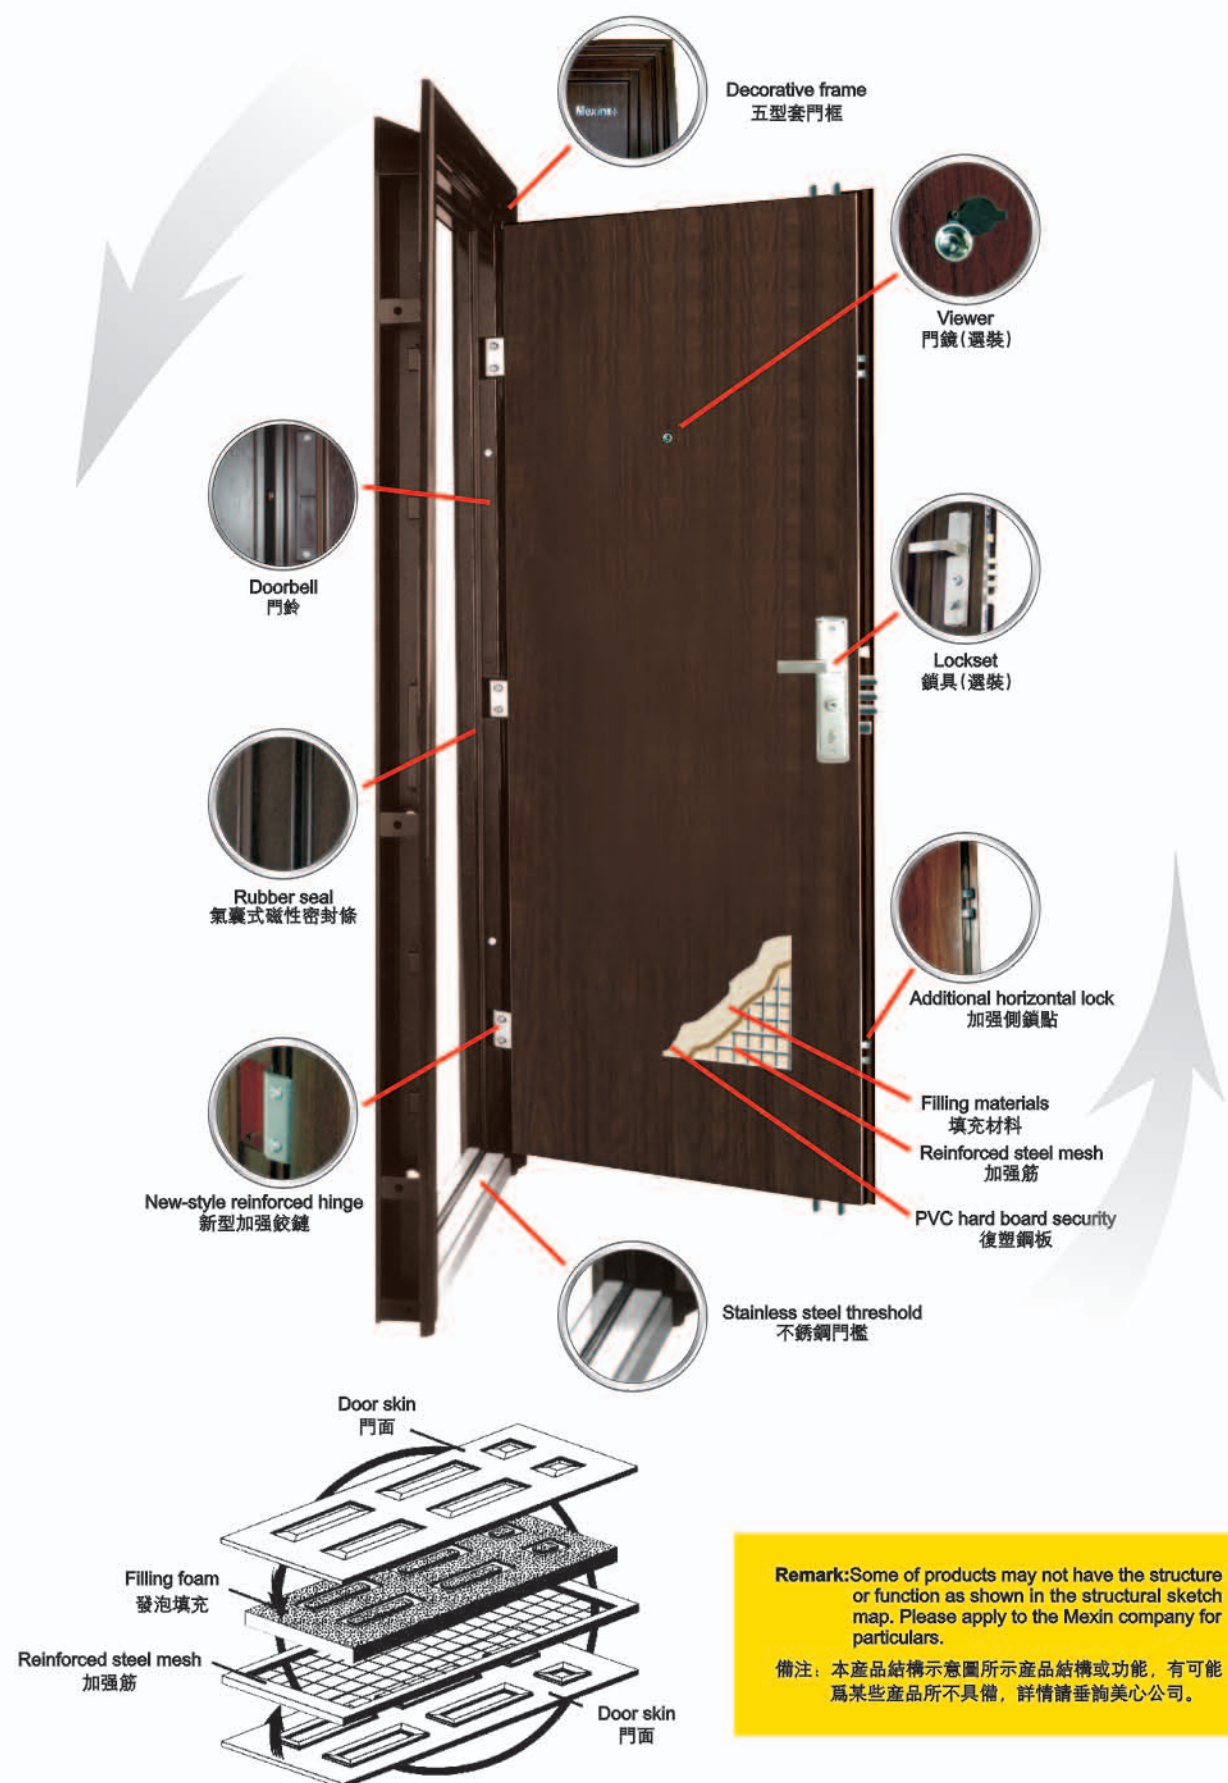 Mexin
Decorative frame
五型套門框
Viewer
門鏡(選裝)
Doorbell
門鈴
Lockset
鎖具(選裝)
Rubber seal
氣囊式磁性密封條
Additional horizontal lock
加强側鎖點
Filling materials
填充材料
Reinforced steel mesh
加强筋
New-style reinforced hinge
新型加强鉸鏈
PVC hard board security
復塑鋼板
Stainless steel threshold
不銹鋼門檻
Door skin
門面
Filling foam
發泡填充
Reinforced steel mesh
加强筋
Door skin
門面
Remark:Some of products may not have the structure
or function as shown in the structural sketch
map. Please apply to the Mexin company for
particulars.
備注：本産品結構示意圖所示産品結構或功能，有可能
爲某些産品所不具備，詳情請垂詢美心公司。